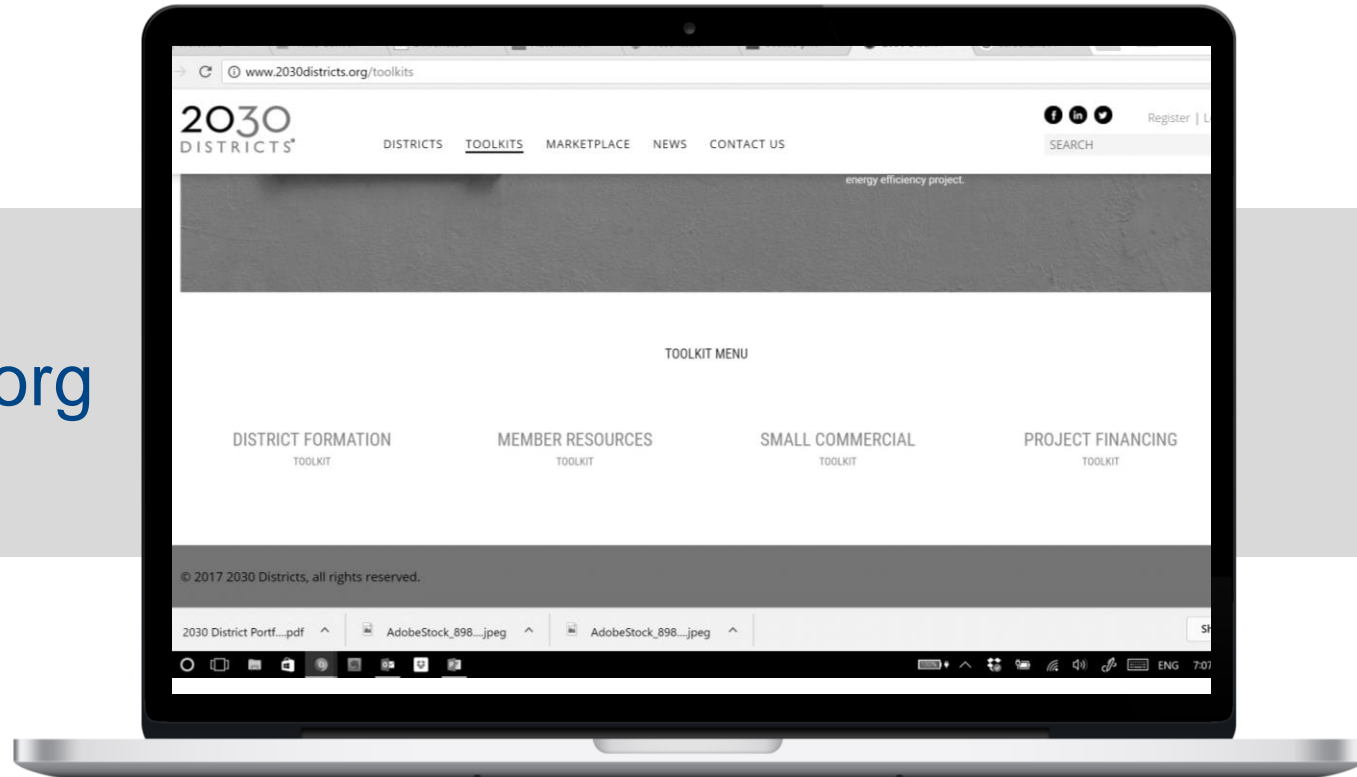 org
www.2030districts.org/toolkits
2030
DISTRICTS
DISTRICTS TOOLKITS MARKETPLACE NEWS CONTACT US
Register |
SEARCH
energy efficiency project.
TOOLKIT MENU
DISTRICT FORMATION
TOOLKIT
MEMBER RESOURCES
TOOLKIT
SMALL COMMERCIAL
TOOLKIT
PROJECT FINANCING
TOOLKIT
© 2017 2030 Districts, all rights reserved.
2030 District Portf....pdf AdobeStock_898....jpeg AdobeStock_898....jpeg
ENG 7:07